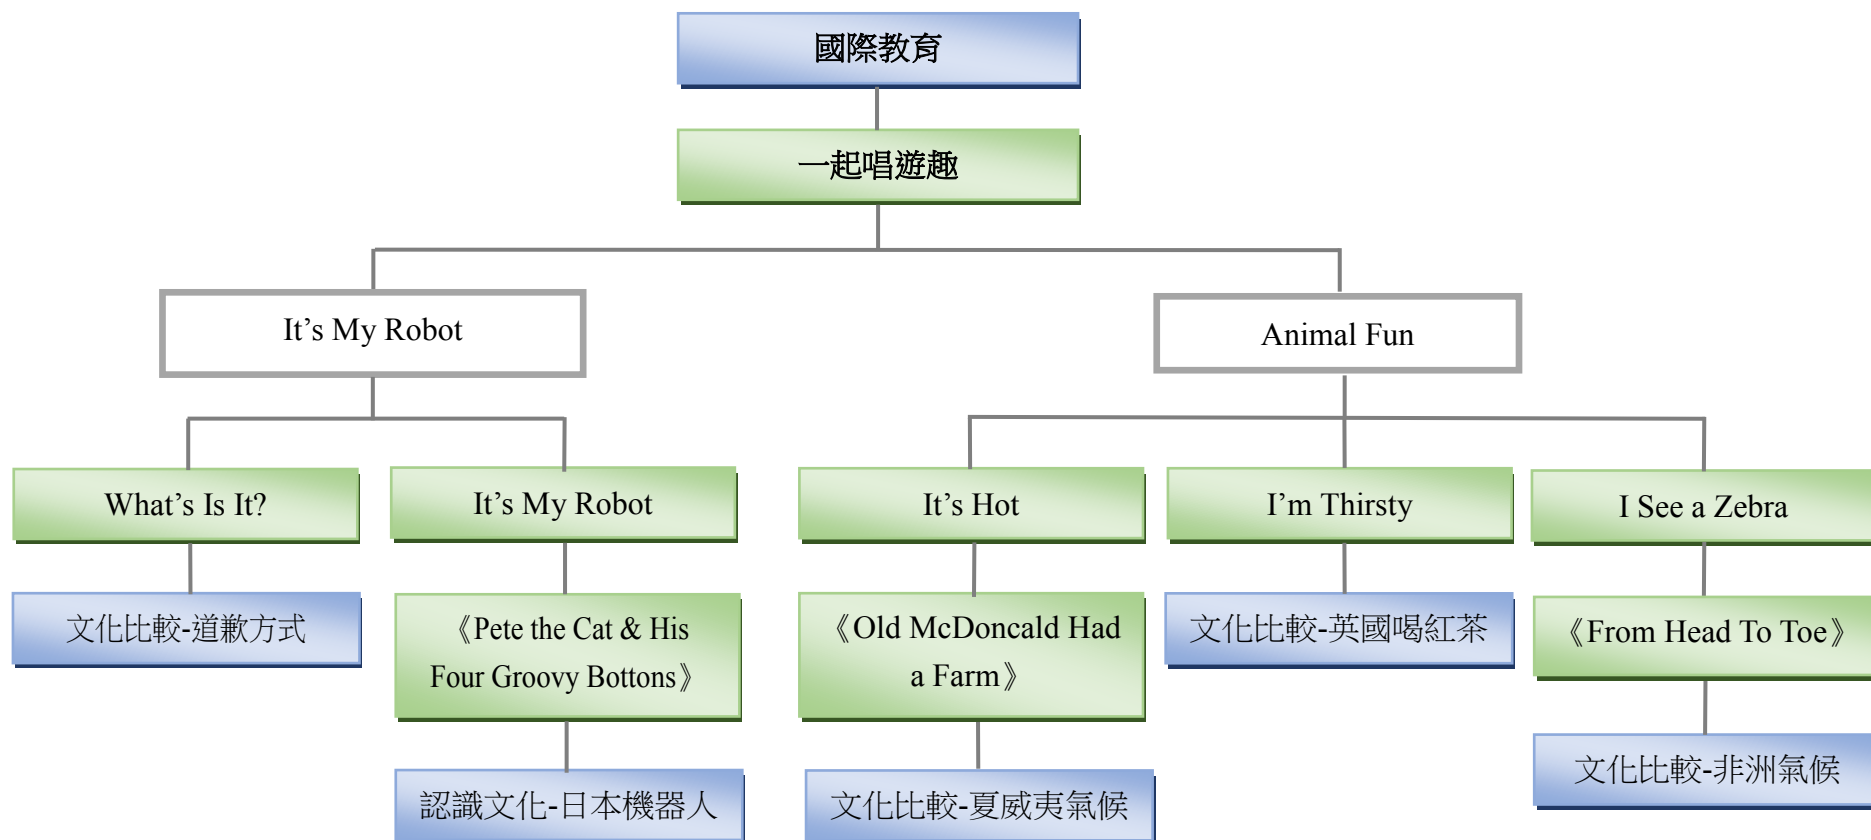 國際教育
一起唱遊趣
It’s My Robot
Animal Fun
What’s Is It?
It’s My Robot
It’s Hot
I’m Thirsty
I See a Zebra
文化比較-道歉方式
《Pete the Cat & His
Four Groovy Bottons》
《Old McDoncald Had
a Farm》
文化比較-英國喝紅茶
《From Head To Toe》
認識文化-日本機器人
文化比較-夏威夷氣候
文化比較-非洲氣候